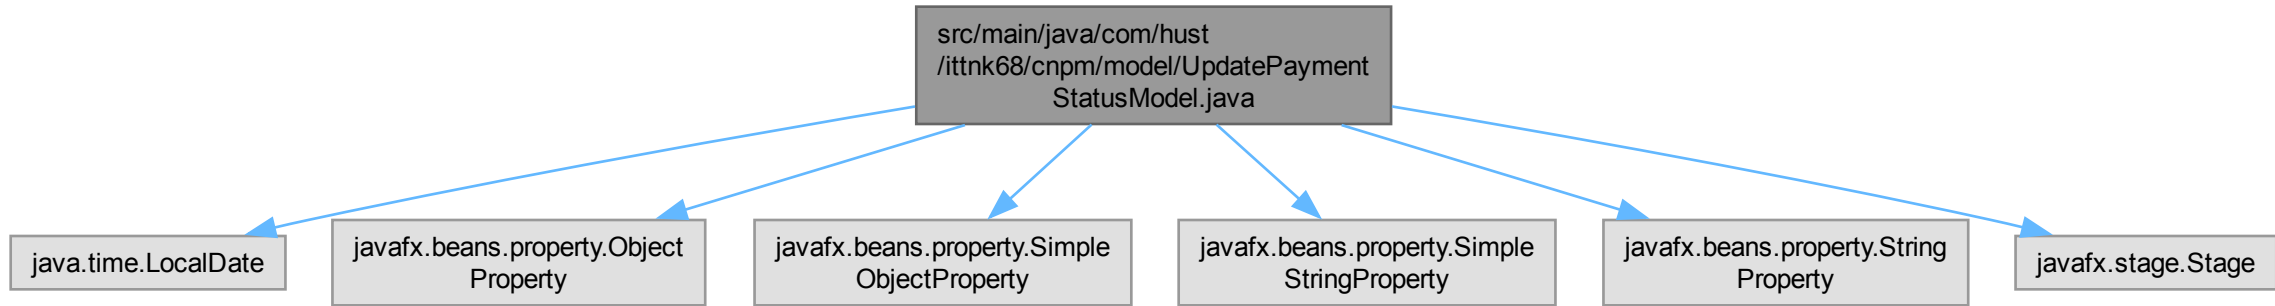 src/main/java/com/hust
/ittnk68/cnpm/model/UpdatePayment
StatusModel.java
java.time.LocalDate
javafx.beans.property.Object
Property
javafx.beans.property.Simple
ObjectProperty
javafx.beans.property.Simple
StringProperty
javafx.beans.property.String
Property
javafx.stage.Stage